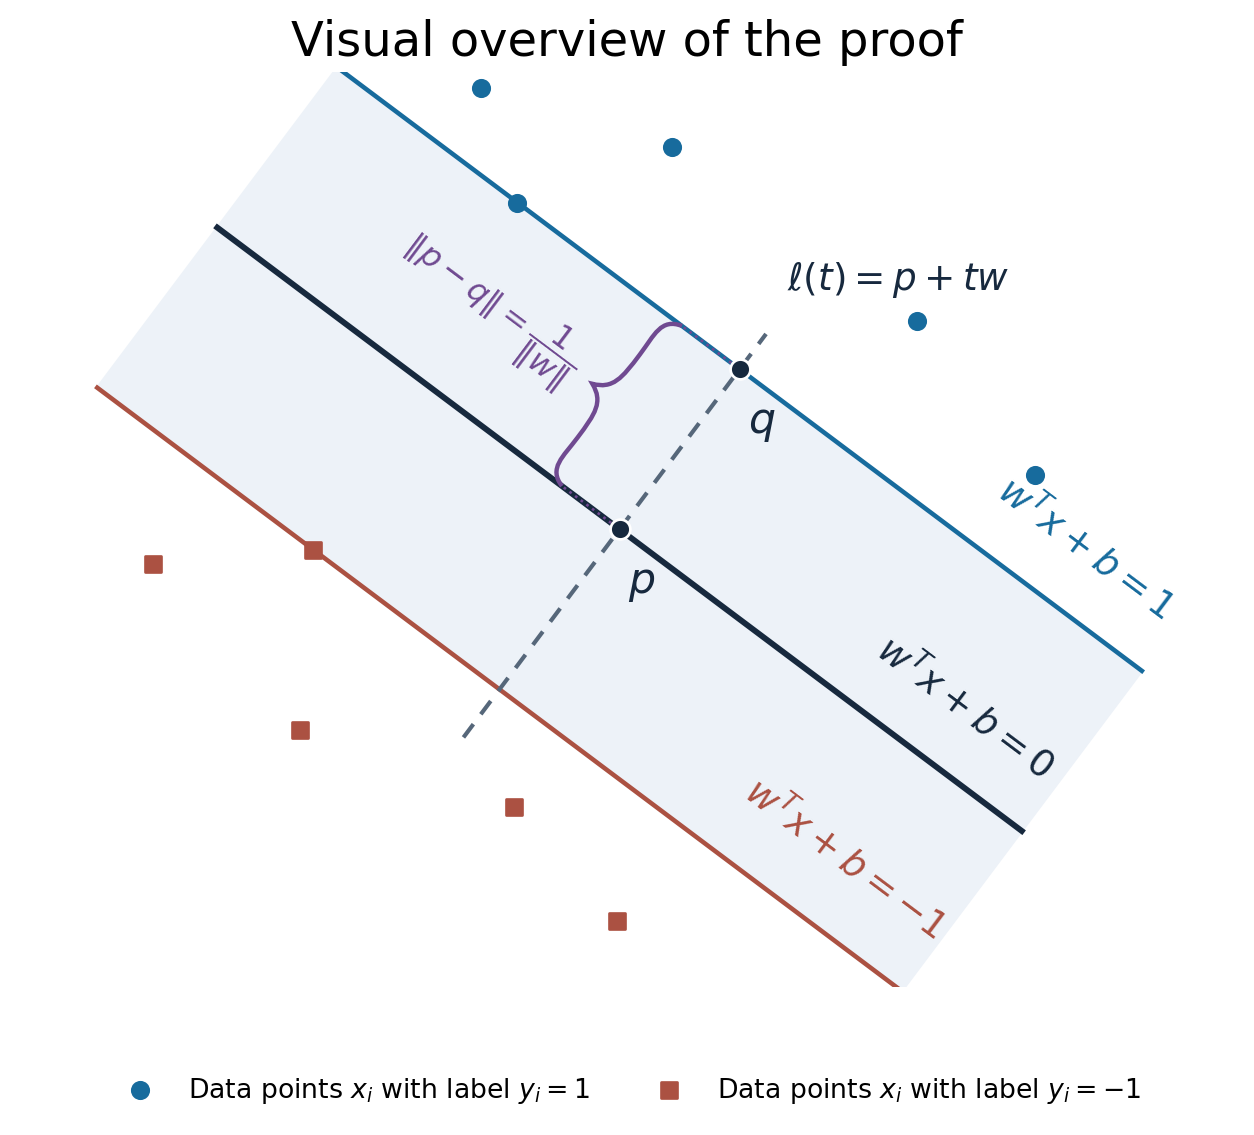 Visual overview of the proof
ℓ(t) = p + tw
‖p − q‖ = 1/‖w‖
q
wᵀx + b = 1
p
wᵀx + b = 0
wᵀx + b = −1
Data points xᵢ with label yᵢ = 1
Data points xᵢ with label yᵢ = −1